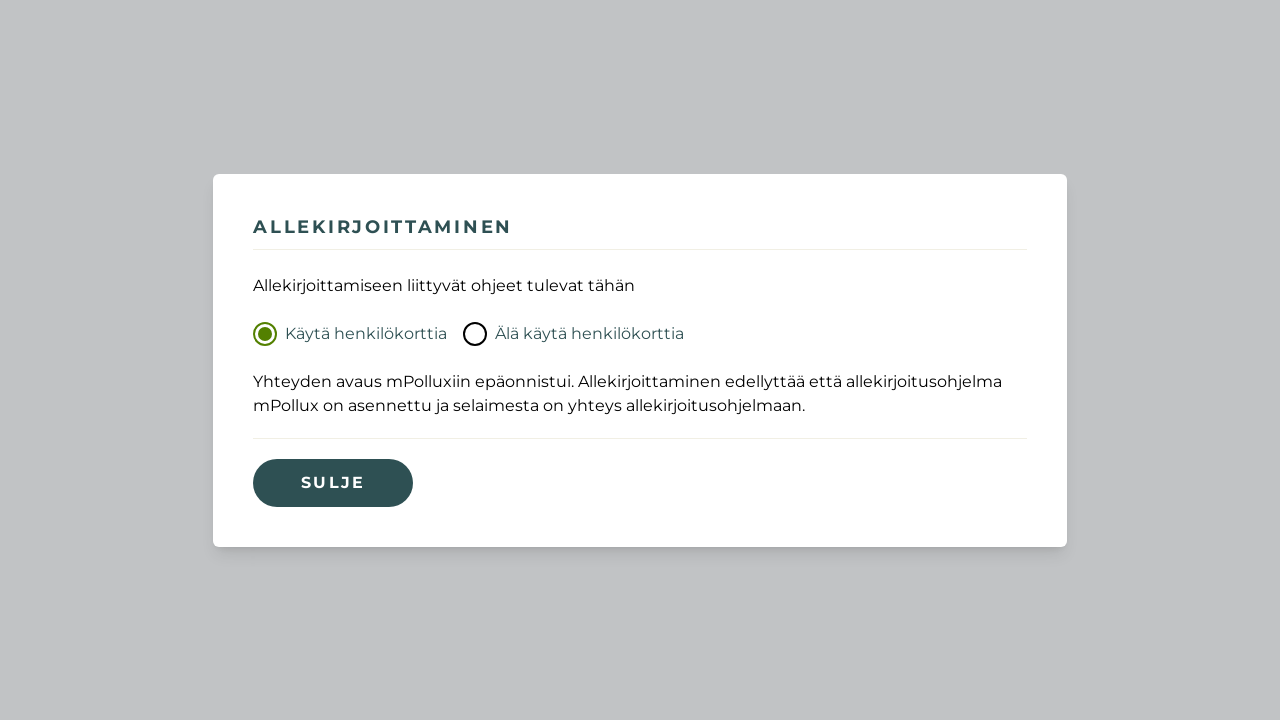 ALLEKIRJOITTAMINEN
Allekirjoittamiseen liittyvät ohjeet tulevat tähän
Käytä henkilökorttia Älä käytä henkilökorttia
Yhteyden avaus mPolluxiin epäonnistui. Allekirjoittaminen edellyttää että allekirjoitusohjelma
mPollux on asennettu ja selaimesta on yhteys allekirjoitusohjelmaan.
SULJE